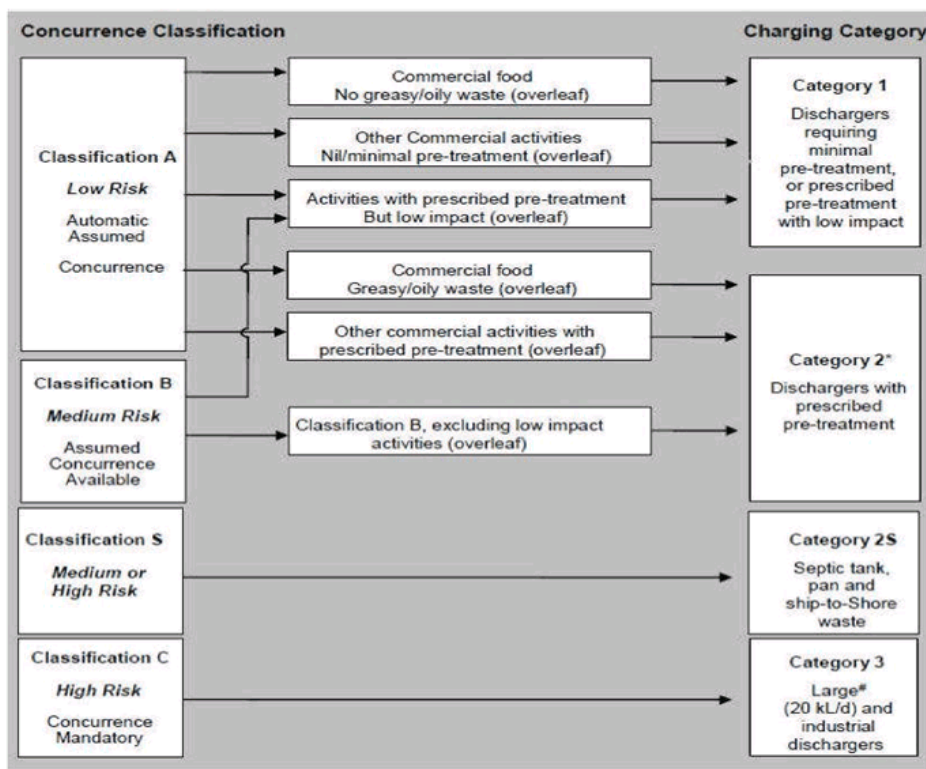 Concurrence Classification
Charging Category
Classification A
Low Risk
Automatic
Assumed
Concurrence
Commercial food
No greasy/oily waste (overleaf)
Other Commercial activities
Nil/minimal pre-treatment (overleaf)
Activities with prescribed pre-treatment
But low impact (overleaf)
Commercial food
Greasy/oily waste (overleaf)
Other commercial activities with
prescribed pre-treatment (overleaf)
Category 1
Dischargers
requiring
minimal
pre-treatment,
or prescribed
pre-treatment
with low impact
Classification B
Medium Risk
Assumed
Concurrence
Available
Classification B, excluding low impact
activities (overleaf)
Category 2*
Dischargers with
prescribed
pre-treatment
Classification S
Medium or
High Risk
Category 2S
Septic tank,
pan and
ship-to-Shore
waste
Classification C
High Risk
Concurrence
Mandatory
Category 3
Large#
(20 kL/d) and
industrial
dischargers